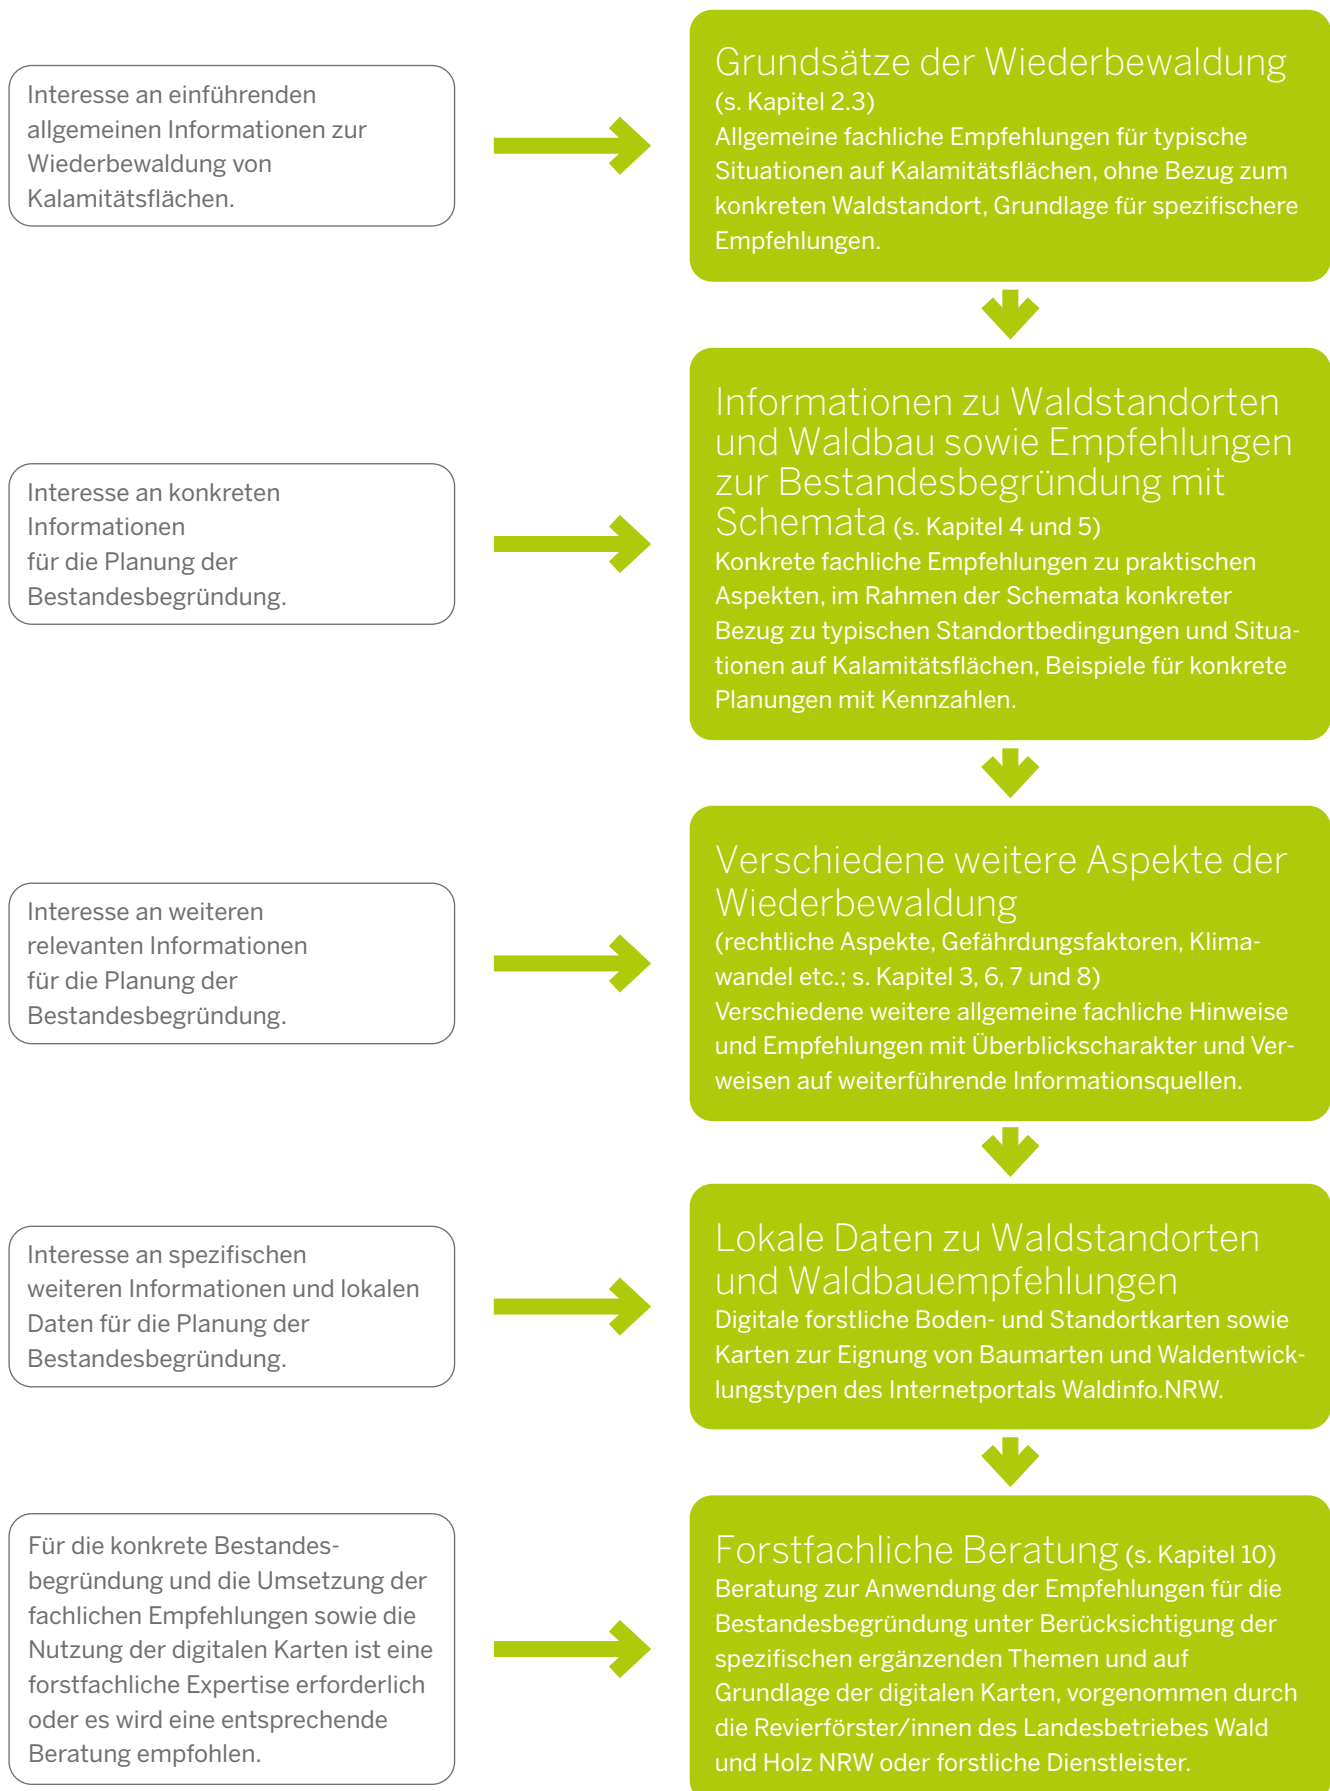 Interesse an einführenden
allgemeinen Informationen zur
Wiederbewaldung von
Kalamitätsflächen.
Grundsätze der Wiederbewaldung
(s. Kapitel 2.3)
Allgemeine fachliche Empfehlungen für typische
Situationen auf Kalamitätsflächen, ohne Bezug zum
konkreten Waldstandort, Grundlage für spezifischere
Empfehlungen.
Interesse an konkreten
Informationen
für die Planung der
Bestandesbegründung.
Informationen zu Waldstandorten
und Waldbau sowie Empfehlungen
zur Bestandesbegründung mit
Schemata (s. Kapitel 4 und 5)
Konkrete fachliche Empfehlungen zu praktischen
Aspekten, im Rahmen der Schemata konkreter
Bezug zu typischen Standortbedingungen und Situa-
tionen auf Kalamitätsflächen, Beispiele für konkrete
Planungen mit Kennzahlen.
Interesse an weiteren
relevanten Informationen
für die Planung der
Bestandesbegründung.
Verschiedene weitere Aspekte der
Wiederbewaldung
(rechtliche Aspekte, Gefährdungsfaktoren, Klima-
wandel etc.; s. Kapitel 3, 6, 7 und 8)
Verschiedene weitere allgemeine fachliche Hinweise
und Empfehlungen mit Überblickscharakter und Ver-
weisen auf weiterführende Informationsquellen.
Interesse an spezifischen
weiteren Informationen und lokalen
Daten für die Planung der
Bestandesbegründung.
Lokale Daten zu Waldstandorten
und Waldbauempfehlungen
Digitale forstliche Boden- und Standortkarten sowie
Karten zur Eignung von Baumarten und Waldentwick-
lungstypen des Internetportals Waldinfo.NRW.
Für die konkrete Bestandes-
begründung und die Umsetzung der
fachlichen Empfehlungen sowie die
Nutzung der digitalen Karten ist eine
forstfachliche Expertise erforderlich
oder es wird eine entsprechende
Beratung empfohlen.
Forstfachliche Beratung (s. Kapitel 10)
Beratung zur Anwendung der Empfehlungen für die
Bestandesbegründung unter Berücksichtigung der
spezifischen ergänzenden Themen und auf
Grundlage der digitalen Karten, vorgenommen durch
die Revierförster/innen des Landesbetriebes Wald
und Holz NRW oder forstliche Dienstleister.